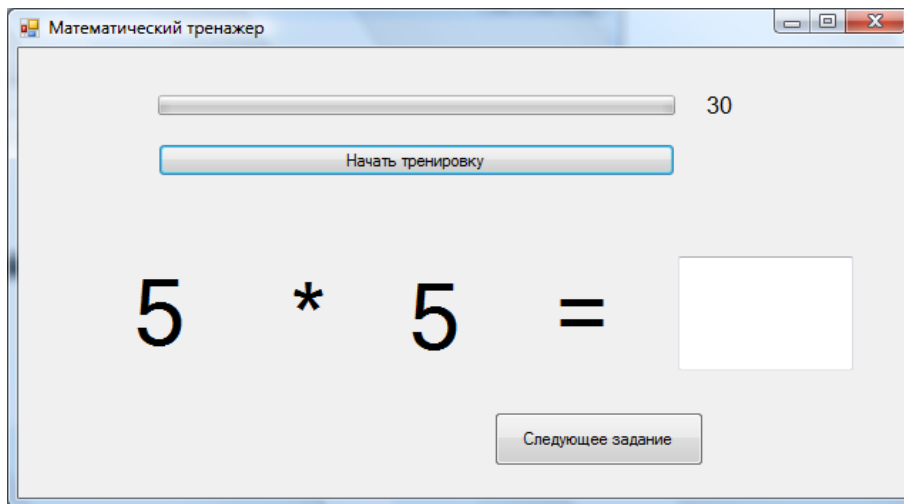 Математический тренажер
30
Начать тренировку
5 * 5 =
Следующее задание